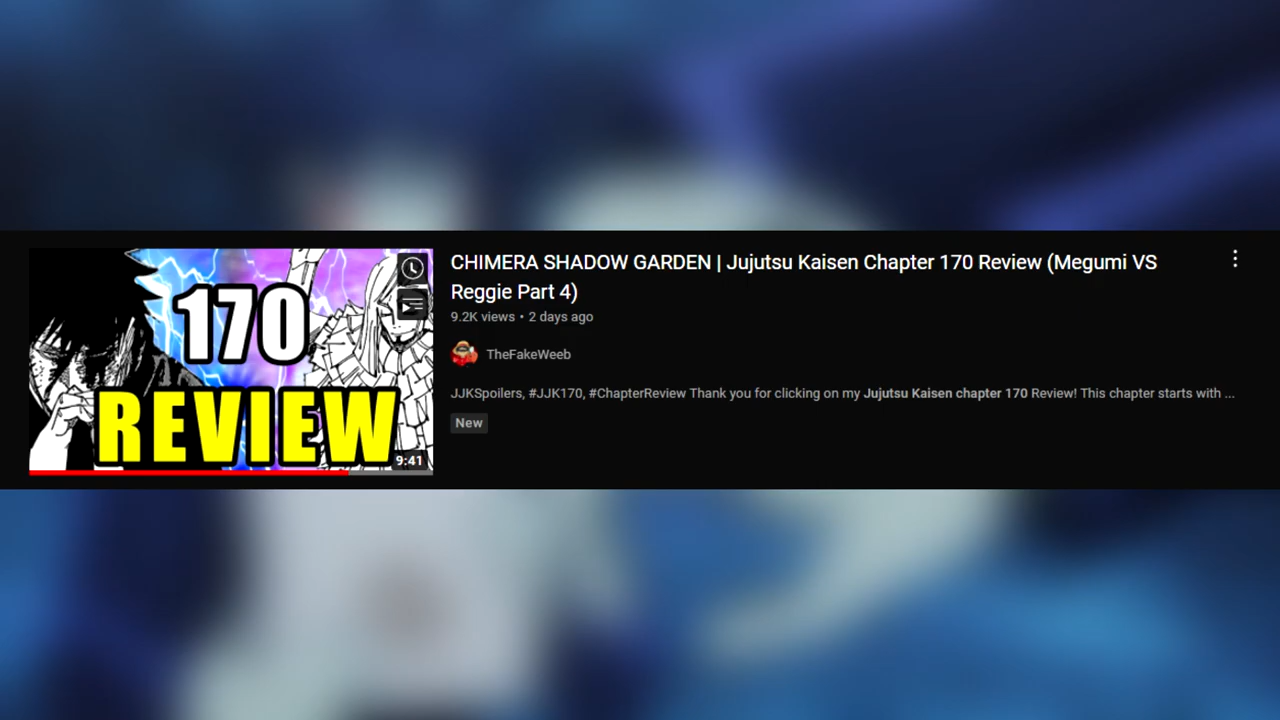 170
REVIEW
9:41
CHIMERA SHADOW GARDEN | Jujutsu Kaisen Chapter 170 Review (Megumi VS
Reggie Part 4)
9.2K views • 2 days ago
TheFakeWeeb
JJKSpoilers, #JJK170, #ChapterReview Thank you for clicking on my Jujutsu Kaisen chapter 170 Review! This chapter starts with ...
New